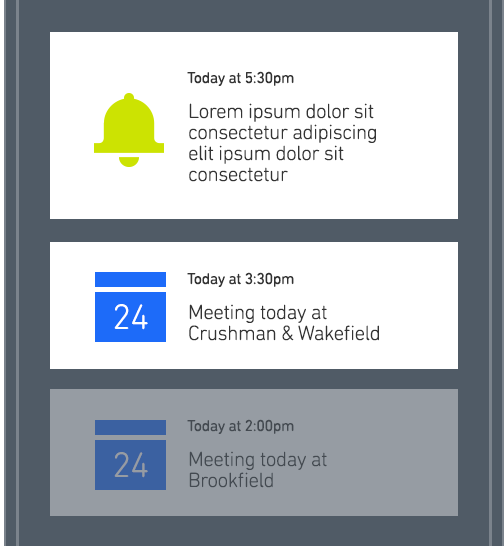 Today at 5:30pm
Lorem ipsum dolor sit
consectetur adipiscing
elit ipsum dolor sit
consectetur
Today at 3:30pm
24
Meeting today at
Crushman & Wakefield
Today at 2:00pm
24
Meeting today at
Brookfield